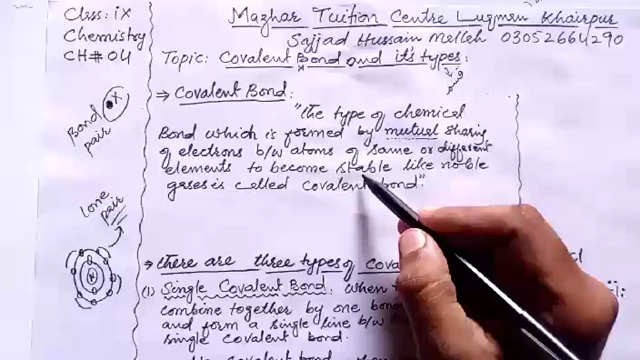 Class: ix
Mazhar Tuition Centre Luqman Khairpur
Chemistry
Sajjad Hussain Melleh 03052664290
CH#04
Topic: Covalent Bond and it's types:
Bond pair
⇒ Covalent Bond:
"The type of chemical
Bond which is formed by mutual sharing
of electrons b/w atoms of same or different
elements to become stable like noble
gases is called covalent bond".
lone pair
⇒ There are three types of
(1) Single Covalent Bond: when
combine together by one bond
and form a single line b/w
single covalent bond.